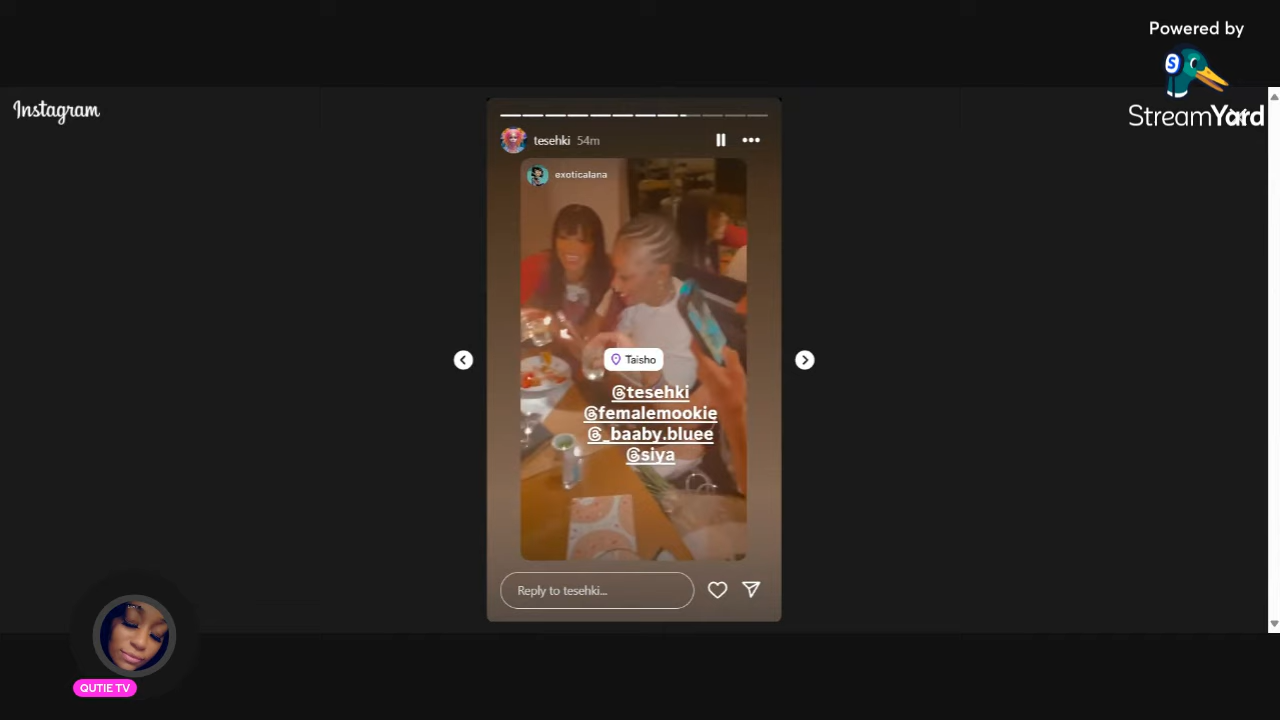 Powered by
StreamYard
Instagram
tesehki 54m
exoticalana
Taisho
@tesehki
@femalemookie
@_baaby.bluee
@siya
Reply to tesehki...
QUTIE TV